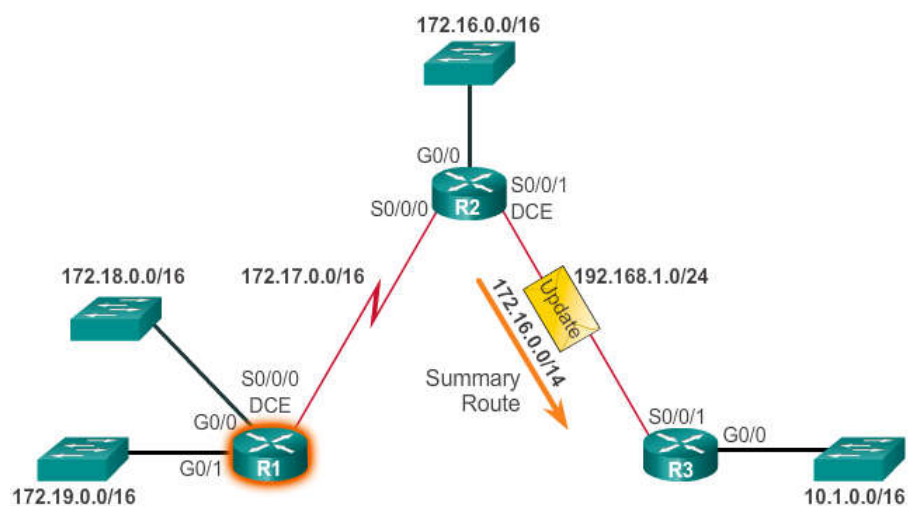 172.16.0.0/16
G0/0
S0/0/1
R2
DCE
S0/0/0
172.18.0.0/16
172.17.0.0/16
192.168.1.0/24
Update
172.16.0.0/14
Summary
Route
S0/0/0
DCE
G0/0
S0/0/1
G0/0
G0/1
R1
R3
172.19.0.0/16
10.1.0.0/16